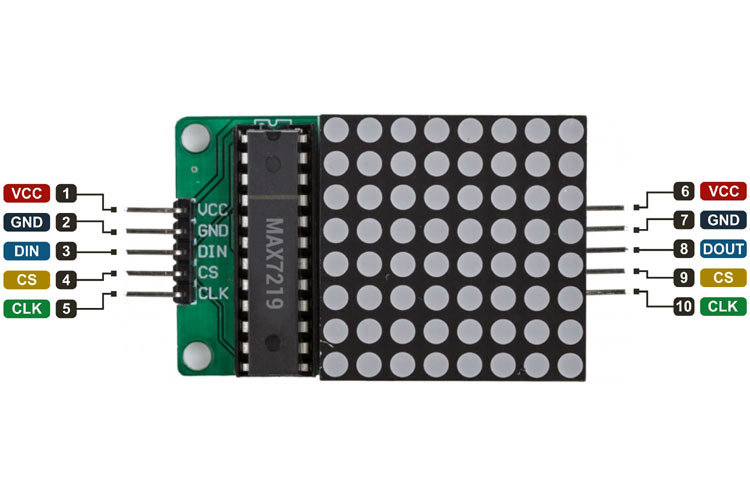 VCC 1
GND 2
DIN 3
CS 4
CLK 5
VCC
GND
DIN
CS
CLK
MAX7219
6 VCC
7 GND
8 DOUT
9 CS
10 CLK